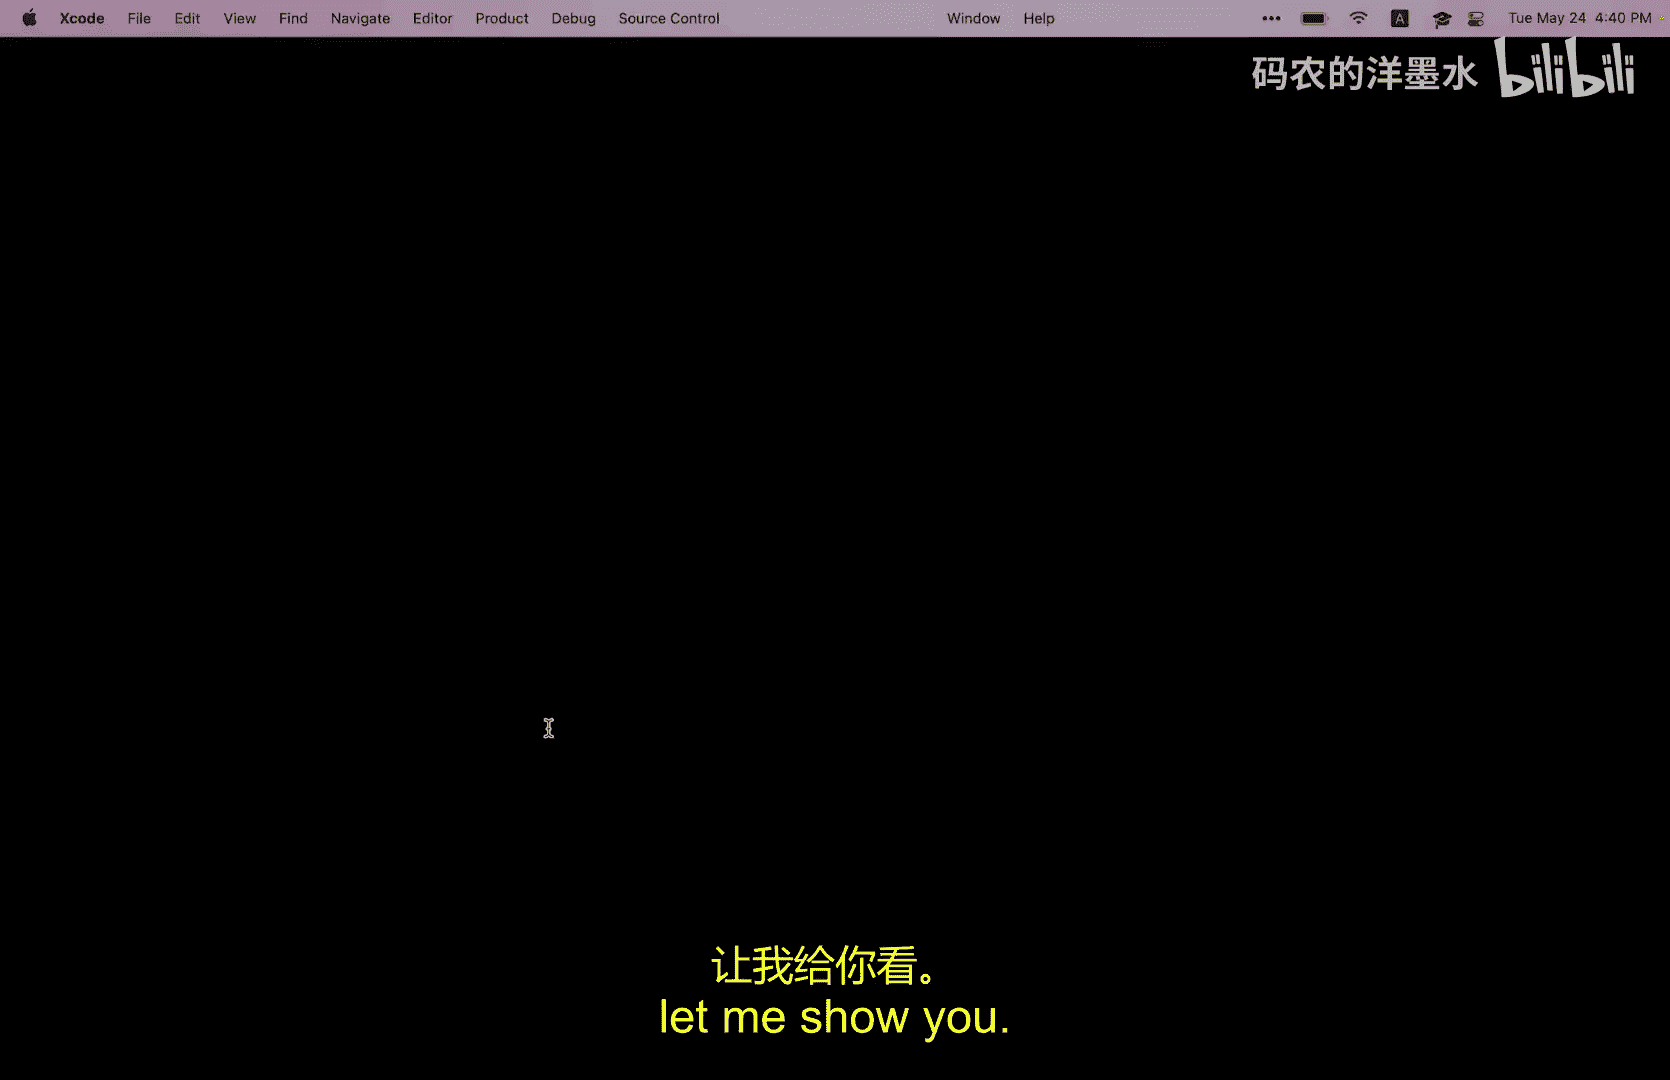 Xcode File Edit View Find Navigate Editor Product Debug Source Control Window Help A Tue May 24 4:40 PM
码农的洋墨水 bilibili
让我给你看。
let me show you.